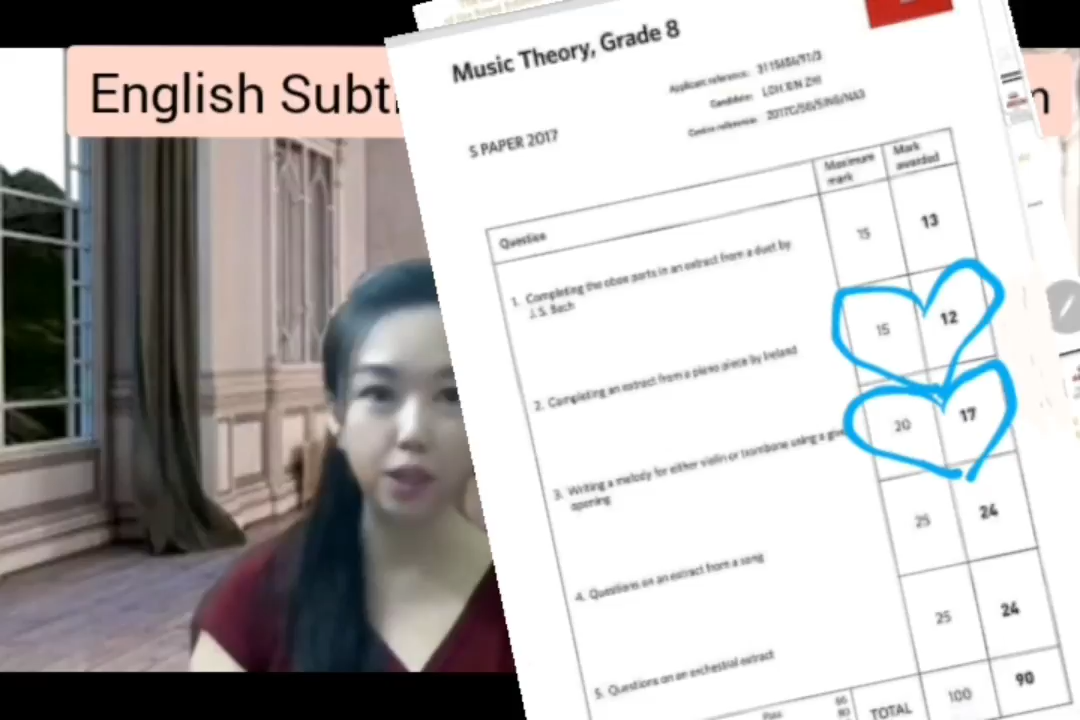 English Subt
n
Music Theory, Grade 8
Applicant reference:
Candidate: LOH JEN ZHI
Centre reference:
S PAPER 2017
Question
Maximum mark
Mark awarded
1. Completing the oboe parts in an extract from a duet by
J. S. Bach
15
13
2. Completing an extract from a piano piece by Ireland
15
12
3. Writing a melody for either violin or trombone using a
opening
20
17
4. Questions on an extract from a song
25
24
5. Questions on an orchestral extract
25
24
Pass
TOTAL
100
90